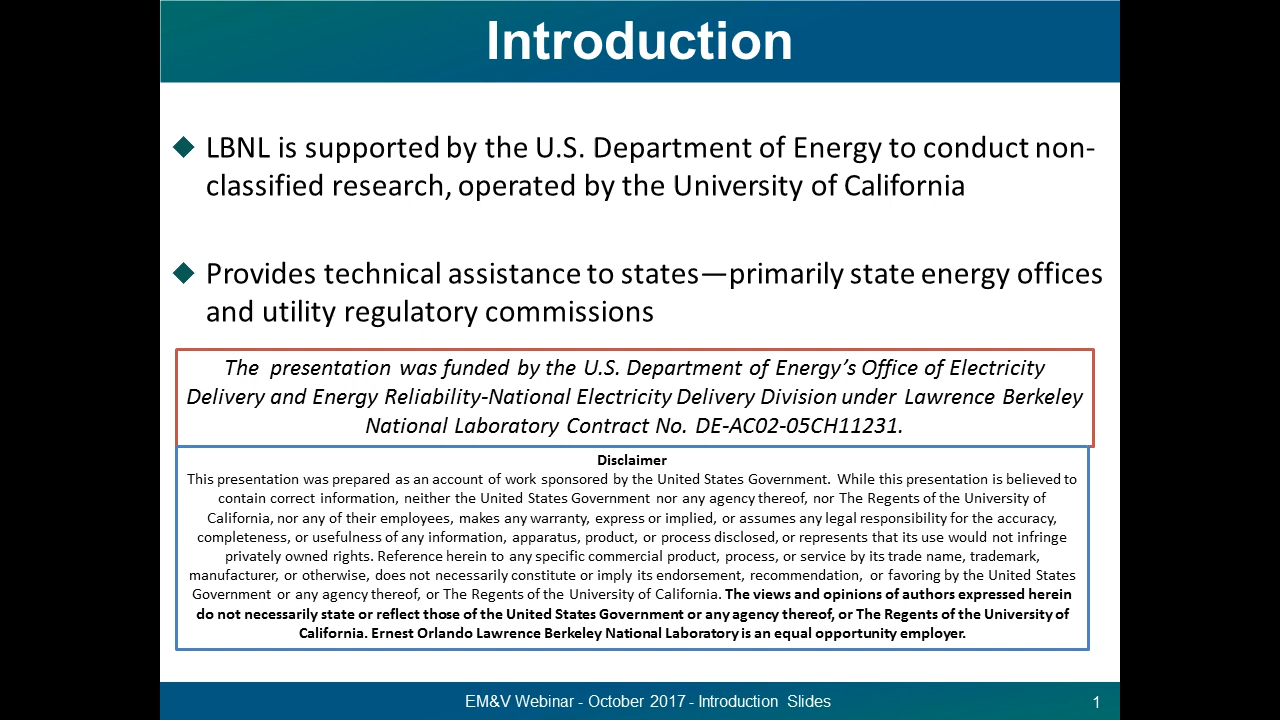 Introduction
LBNL is supported by the U.S. Department of Energy to conduct non-
classified research, operated by the University of California
Provides technical assistance to states—primarily state energy offices
and utility regulatory commissions
The presentation was funded by the U.S. Department of Energy’s Office of Electricity
Delivery and Energy Reliability-National Electricity Delivery Division under Lawrence Berkeley
National Laboratory Contract No. DE-AC02-05CH11231.
Disclaimer
This presentation was prepared as an account of work sponsored by the United States Government. While this presentation is believed to
contain correct information, neither the United States Government nor any agency thereof, nor The Regents of the University of
California, nor any of their employees, makes any warranty, express or implied, or assumes any legal responsibility for the accuracy,
completeness, or usefulness of any information, apparatus, product, or process disclosed, or represents that its use would not infringe
privately owned rights. Reference herein to any specific commercial product, process, or service by its trade name, trademark,
manufacturer, or otherwise, does not necessarily constitute or imply its endorsement, recommendation, or favoring by the United States
Government or any agency thereof, or The Regents of the University of California. The views and opinions of authors expressed herein
do not necessarily state or reflect those of the United States Government or any agency thereof, or The Regents of the University of
California. Ernest Orlando Lawrence Berkeley National Laboratory is an equal opportunity employer.
EM&V Webinar - October 2017 - Introduction Slides
1